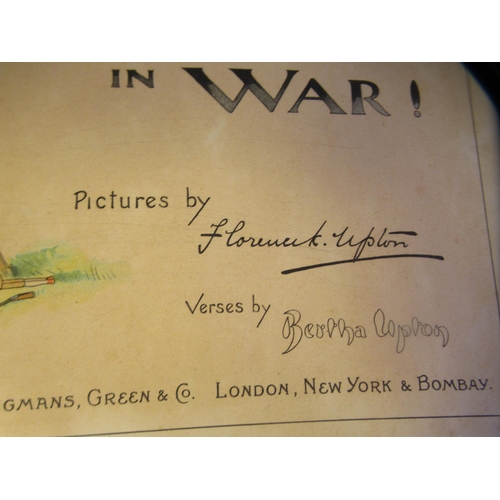 IN WAR!
Pictures by
Florence K. Upton
Verses by
Bertha Upton
GMANS, GREEN & CO. LONDON, NEW YORK & BOMBAY.